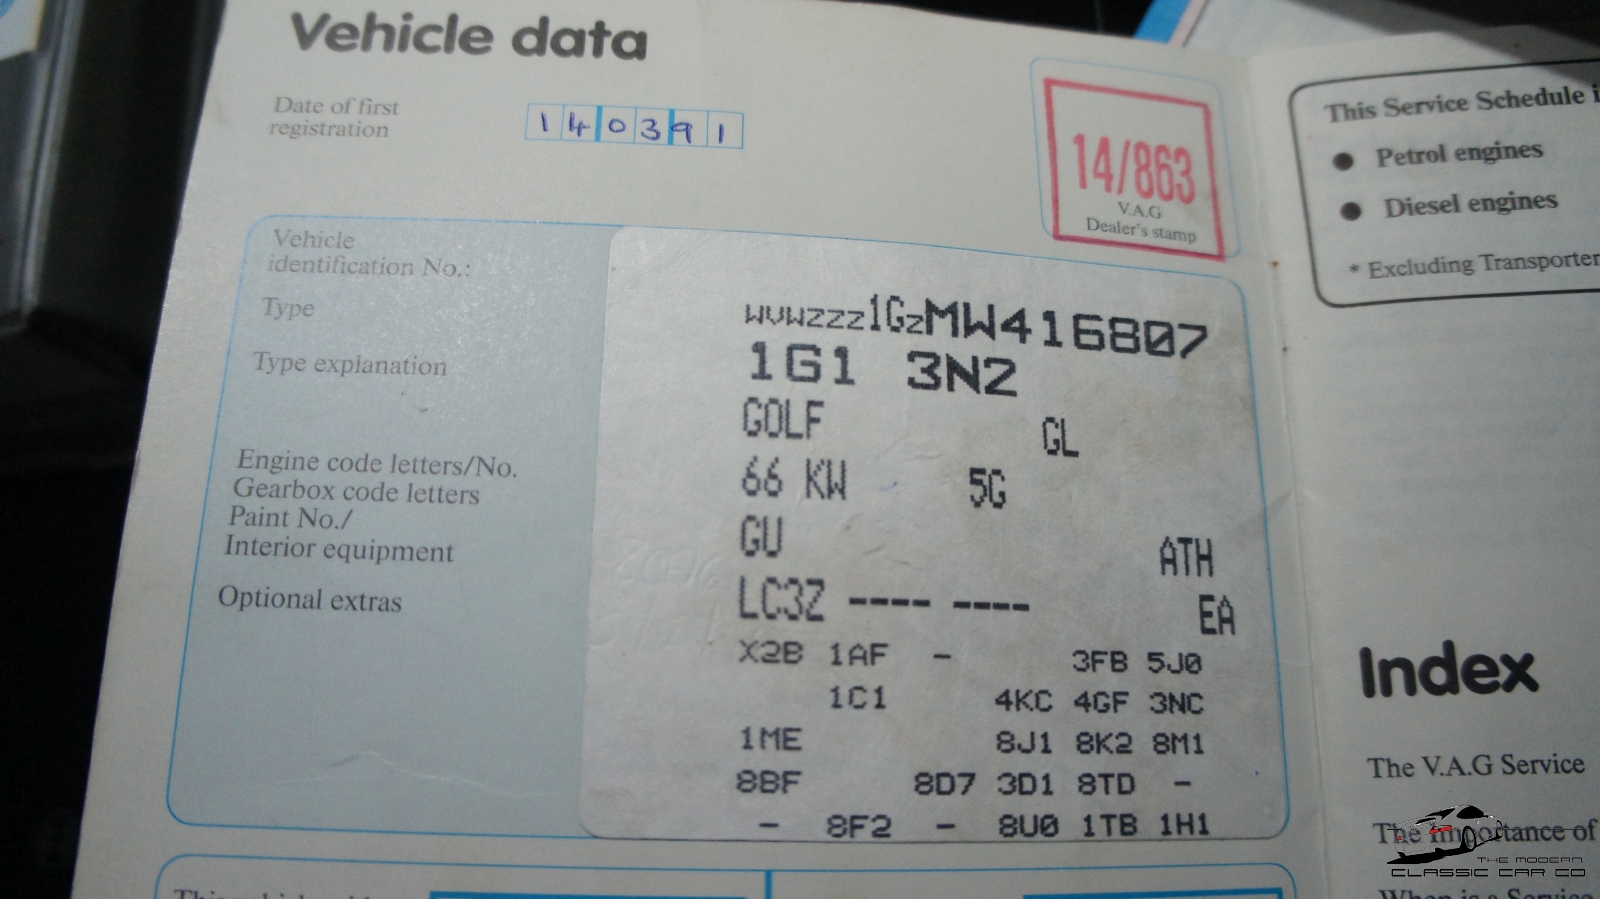 Vehicle data
Date of first
registration
140391
14/863
V.A.G
Dealer's stamp
Vehicle
identification No.:
WVWZZZ1GZMW416807
Type
1G1 3N2
Type explanation
GOLF GL
66 KW 5G
Engine code letters/No.
Gearbox code letters
GU ATH
Paint No./
Interior equipment
LC3Z ---- ---- EA
Optional extras
X2B 1AF - 3FB 5J0
1C1 4KC 4GF 3NC
1ME 8J1 8K2 8M1
8BF 8D7 3D1 8TD -
- 8F2 - 8U0 1TB 1H1
This Service Schedule
Petrol engines
Diesel engines
* Excluding Transporter
Index
The V.A.G Service
The Importance of
THE MODERN
CLASSIC CAR CO